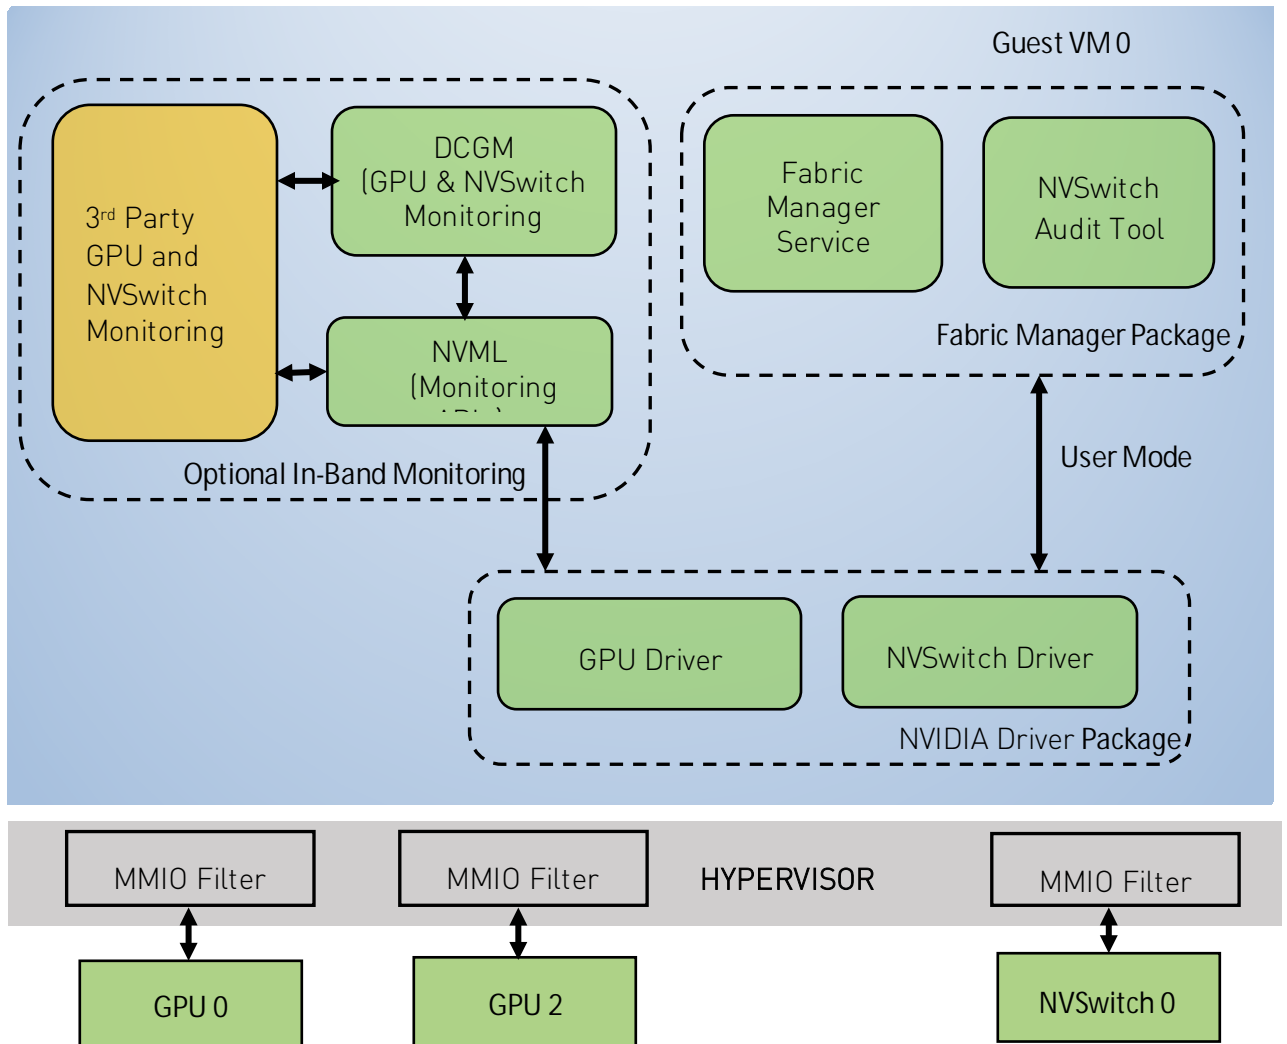 Guest VM 0
DCGM
(GPU & NVSwitch
Monitoring
3rd Party
GPU and
NVSwitch
Monitoring
NVML
(Monitoring
Optional In-Band Monitoring
Fabric
Manager
Service
NVSwitch
Audit Tool
Fabric Manager Package
User Mode
GPU Driver
NVSwitch Driver
NVIDIA Driver Package
MMIO Filter
MMIO Filter
HYPERVISOR
MMIO Filter
GPU 0
GPU 2
NVSwitch 0